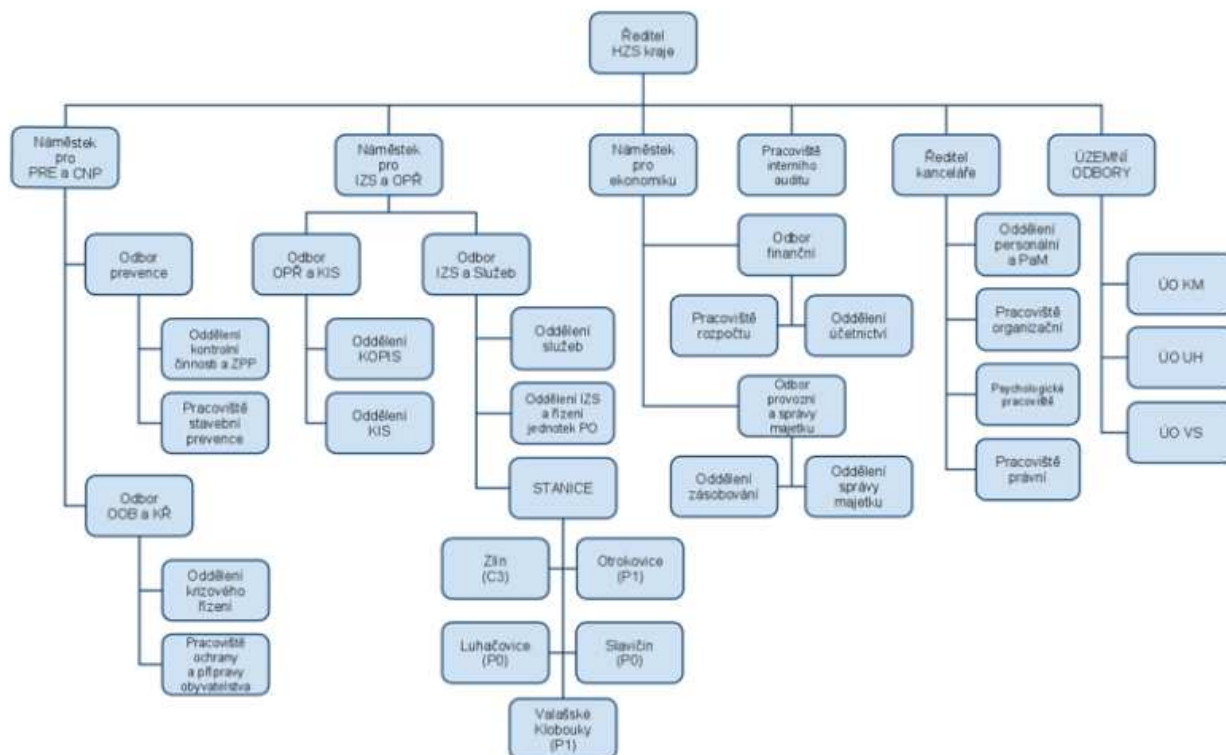 Ředitel
HZS kraje
Náměstek
pro
PRE a CNP
Náměstek
pro
IZS a OPŘ
Náměstek
pro
ekonomiku
Pracoviště
interního
auditu
Ředitel
kanceláře
ÚZEMNÍ
ODBORY
Odbor
prevence
Oddělení
kontrolní
činnosti a ZPP
Pracoviště
stavební
prevence
Odbor
OOB a KŘ
Oddělení
krizového
řízení
Pracoviště
ochrany
a přípravy
obyvatelstva
Odbor
OPŘ a KIS
Oddělení
KOPIS
Oddělení
KIS
Odbor
IZS a Služeb
Oddělení
služeb
Oddělení IZS
a řízení
jednotek PO
STANICE
Zlín
(C3)
Otrokovice
(P1)
Luhačovice
(P0)
Slavičín
(P0)
Valašské
Klobouky
(P1)
Odbor
finanční
Pracoviště
rozpočtu
Oddělení
účetnictví
Odbor
provozní
a správy
majetku
Oddělení
zásobování
Oddělení
správy
majetku
Oddělení
personální
a PaM
Pracoviště
organizační
Psychologické
pracoviště
Pracoviště
právní
ÚO KM
ÚO UH
ÚO VS